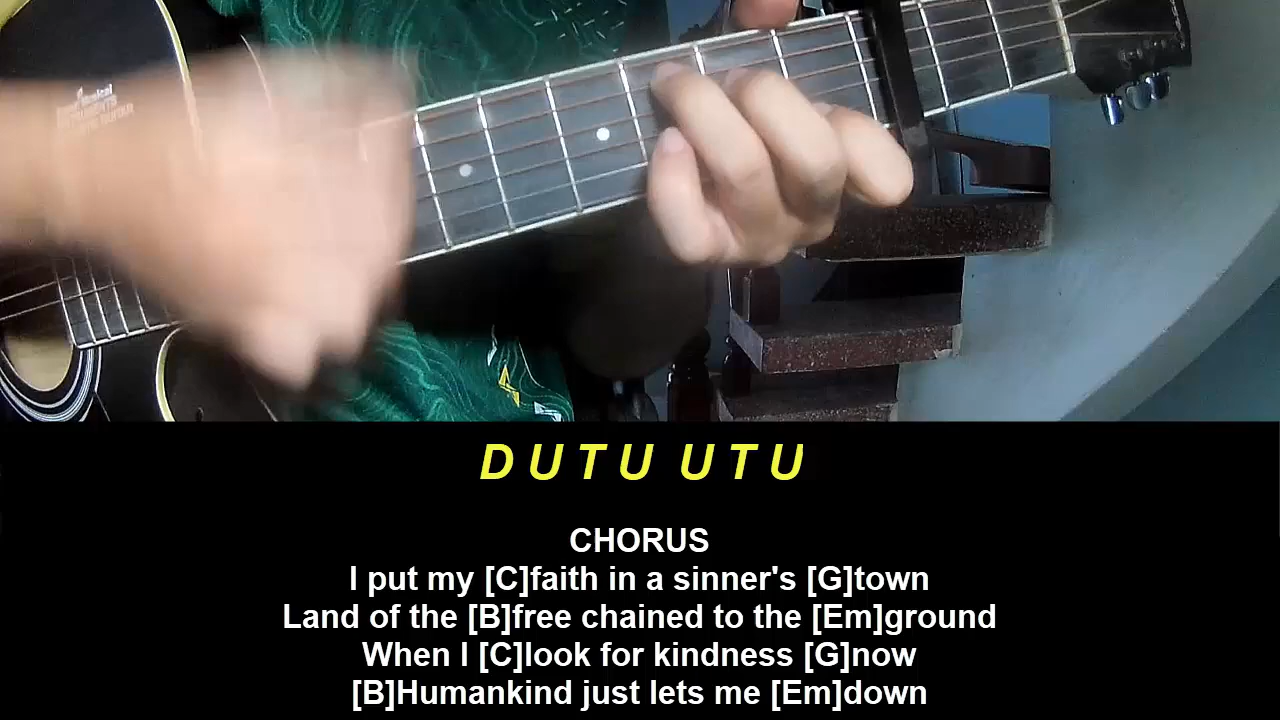 D U T U U T U
CHORUS
I put my [C]faith in a sinner's [G]town
Land of the [B]free chained to the [Em]ground
When I [C]look for kindness [G]now
[B]Humankind just lets me [Em]down